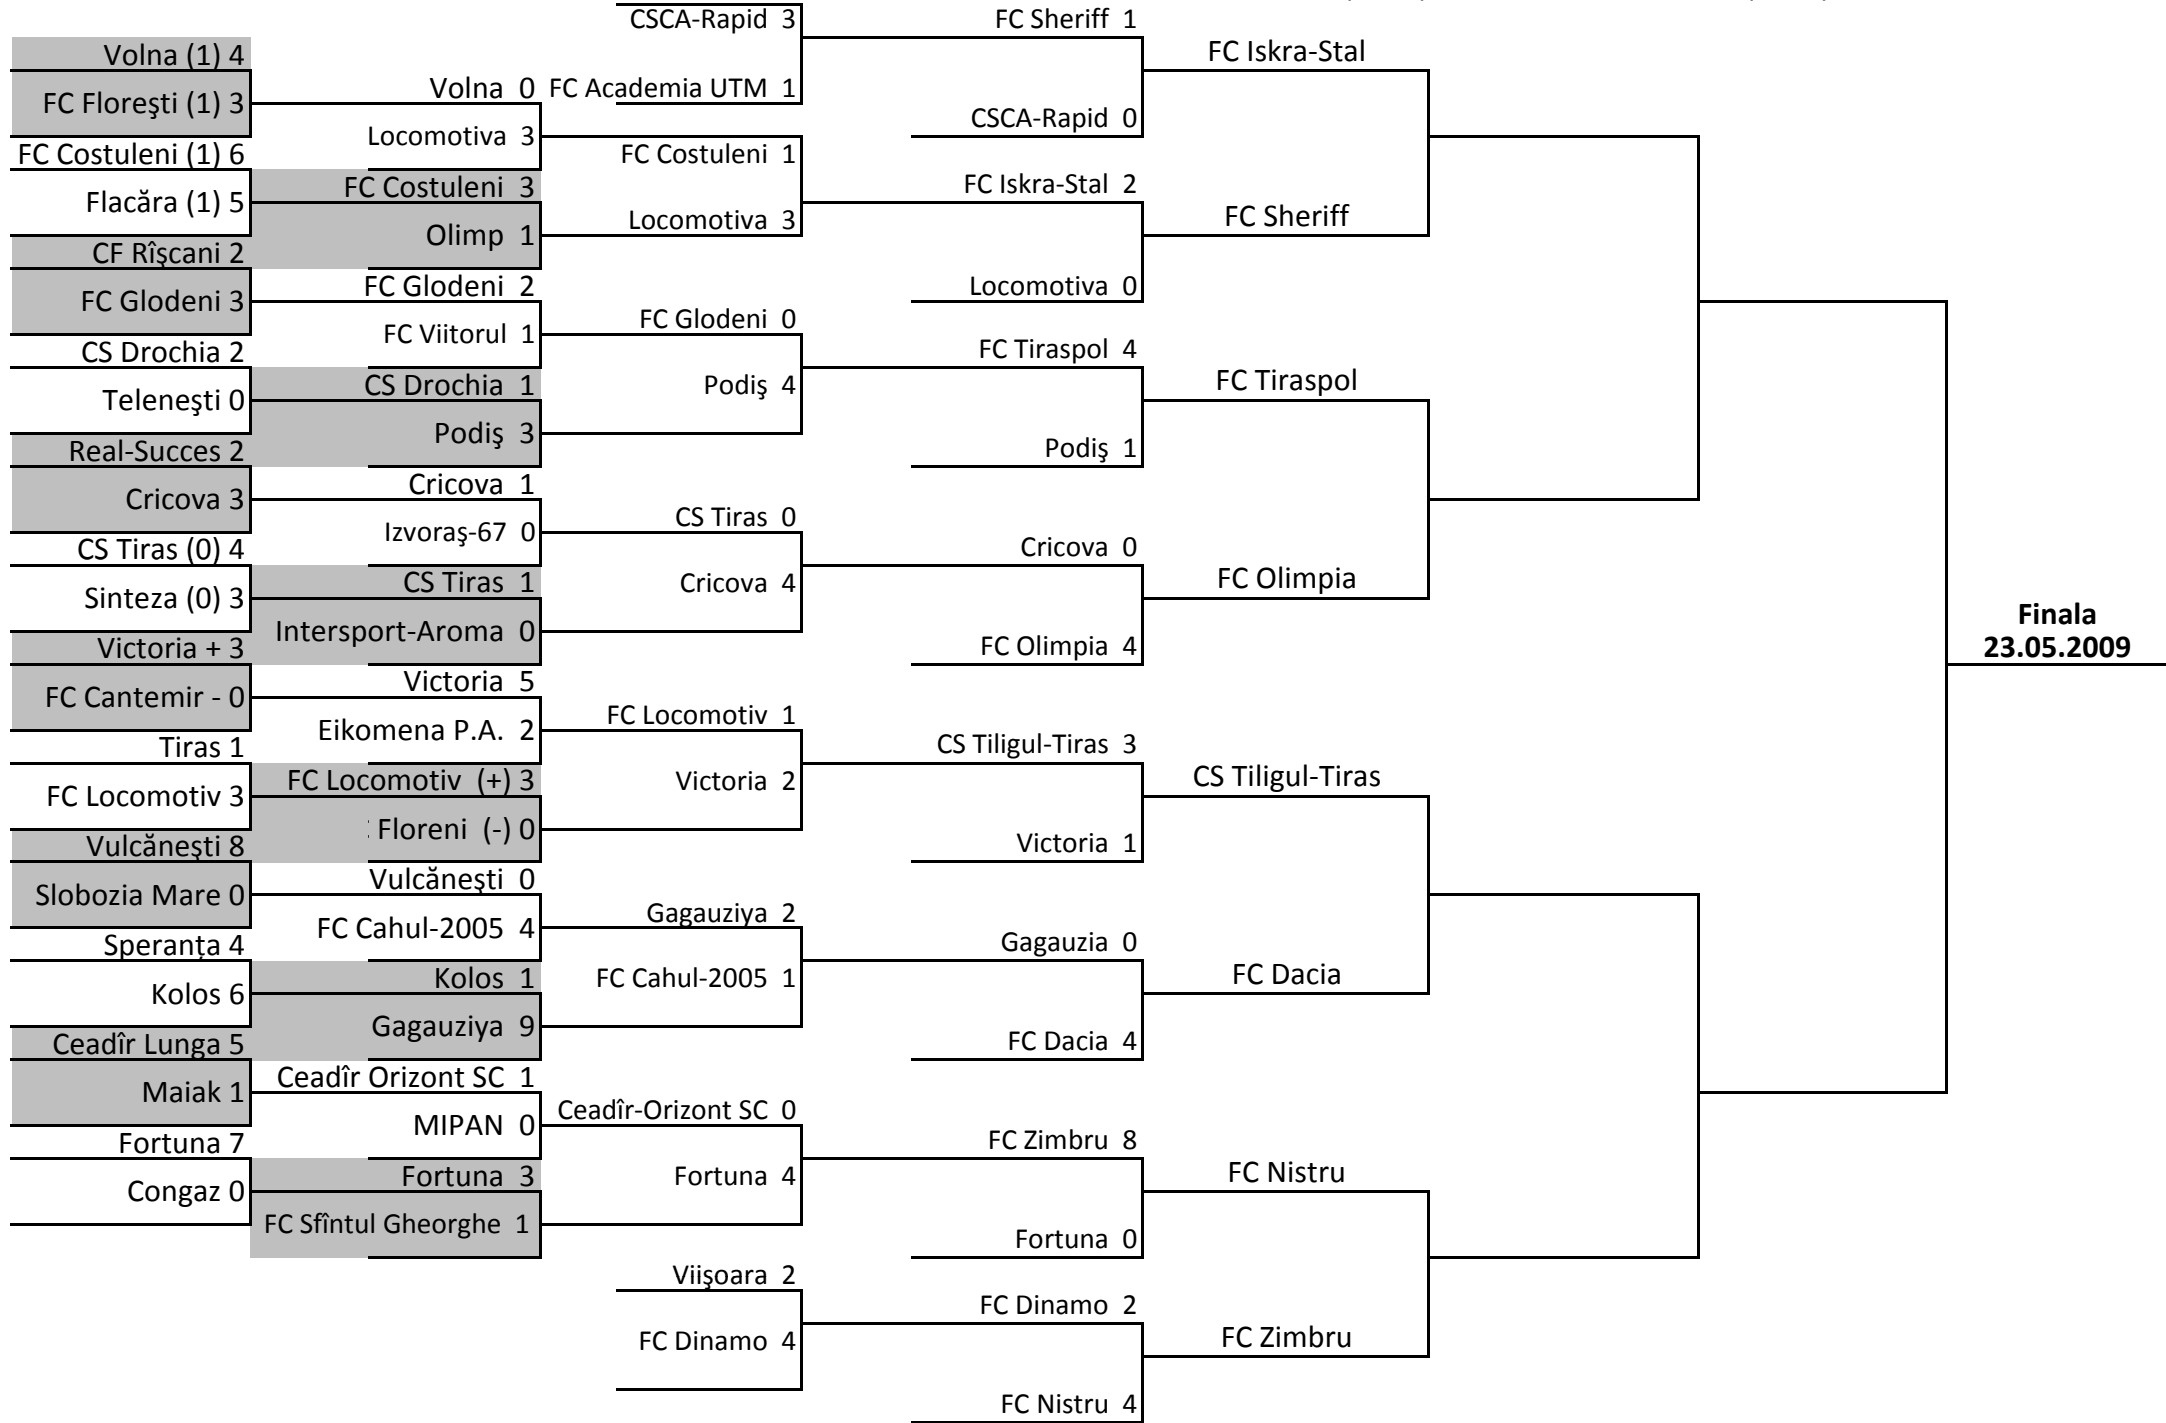 Volna (1) 4
FC Floreşti (1) 3
FC Costuleni (1) 6
Flacăra (1) 5
CF Rîşcani 2
FC Glodeni 3
CS Drochia 2
Teleneşti 0
Real-Succes 2
Cricova 3
CS Tiras (0) 4
Sinteza (0) 3
Victoria + 3
FC Cantemir - 0
Tiras 1
FC Locomotiv 3
Vulcăneşti 8
Slobozia Mare 0
Speranța 4
Kolos 6
Ceadîr Lunga 5
Maiak 1
Fortuna 7
Congaz 0
Volna 0
Locomotiva 3
FC Costuleni 3
Olimp 1
FC Glodeni 2
FC Viitorul 1
CS Drochia 1
Podiş 3
Cricova 1
Izvoraş-67 0
CS Tiras 1
Intersport-Aroma 0
Victoria 5
Eikomena P.A. 2
FC Locomotiv (+) 3
Floreni (-) 0
Vulcăneşti 0
FC Cahul-2005 4
Kolos 1
Gagauziya 9
Ceadîr Orizont SC 1
MIPAN 0
Fortuna 3
FC Sfîntul Gheorghe 1
CSCA-Rapid 3
FC Academia UTM 1
FC Costuleni 1
Locomotiva 3
FC Glodeni 0
Podiş 4
CS Tiras 0
Cricova 4
FC Locomotiv 1
Victoria 2
Gagauziya 2
FC Cahul-2005 1
Ceadîr-Orizont SC 0
Fortuna 4
Viişoara 2
FC Dinamo 4
FC Sheriff 1
CSCA-Rapid 0
FC Iskra-Stal 2
Locomotiva 0
FC Tiraspol 4
Podiş 1
Cricova 0
FC Olimpia 4
CS Tiligul-Tiras 3
Victoria 1
Gagauzia 0
FC Dacia 4
FC Zimbru 8
Fortuna 0
FC Dinamo 2
FC Nistru 4
FC Iskra-Stal
FC Sheriff
FC Tiraspol
FC Olimpia
CS Tiligul-Tiras
FC Dacia
FC Nistru
FC Zimbru
Finala
23.05.2009